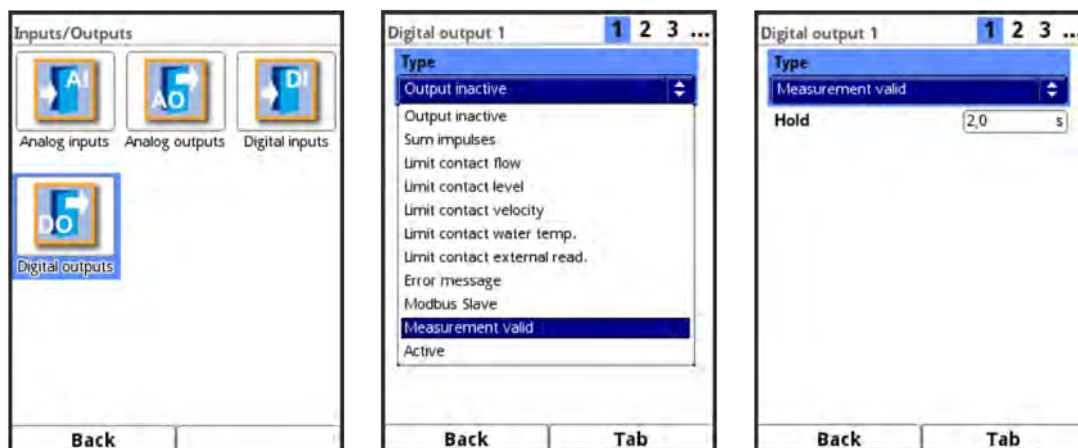 Inputs/Outputs
AI
AO
DI
Analog inputs Analog outputs Digital inputs
DO
Digital outputs
Back
Digital output 1 1 2 3 ...
Type
Output inactive
Output inactive
Sum impulses
Limit contact flow
Limit contact level
Limit contact velocity
Limit contact water temp.
Limit contact external read.
Error message
Modbus Slave
Measurement valid
Active
Back Tab
Digital output 1 1 2 3 ...
Type
Measurement valid
Hold 2,0 s
Back Tab